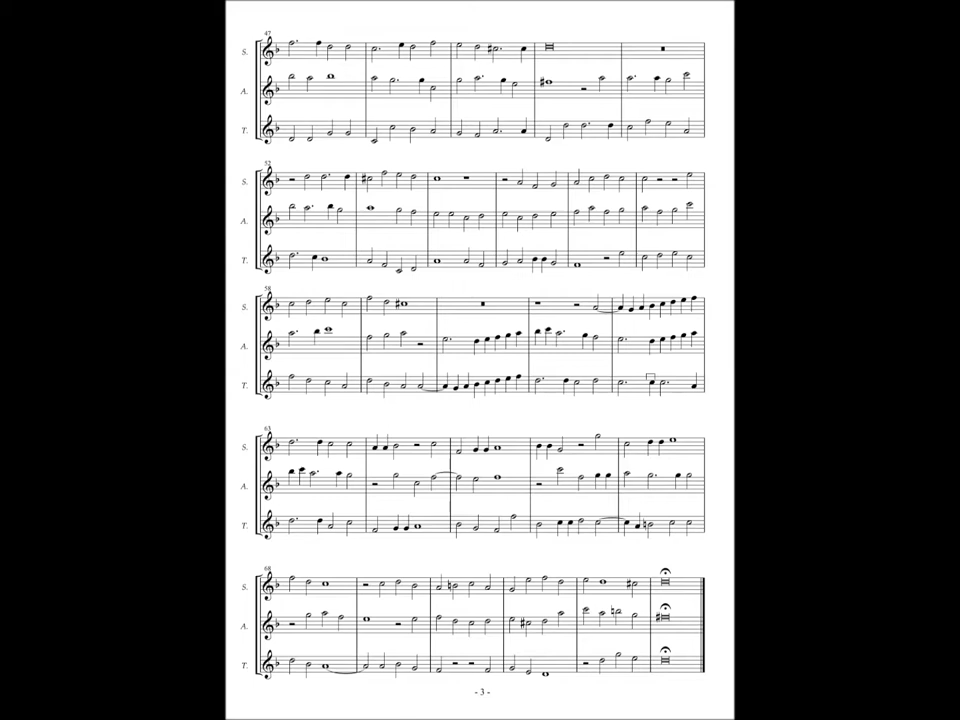 47
S.
A.
T.
52
S.
A.
T.
58
S.
A.
T.
63
S.
A.
T.
68
S.
A.
T.
- 3 -